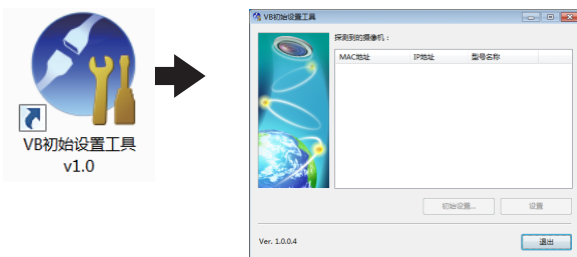 VB初始设置工具
v1.0
VB初始设置工具
探测到的摄像机：
MAC地址 IP地址 型号名称
初始设置... 设置
Ver. 1.0.0.4 退出